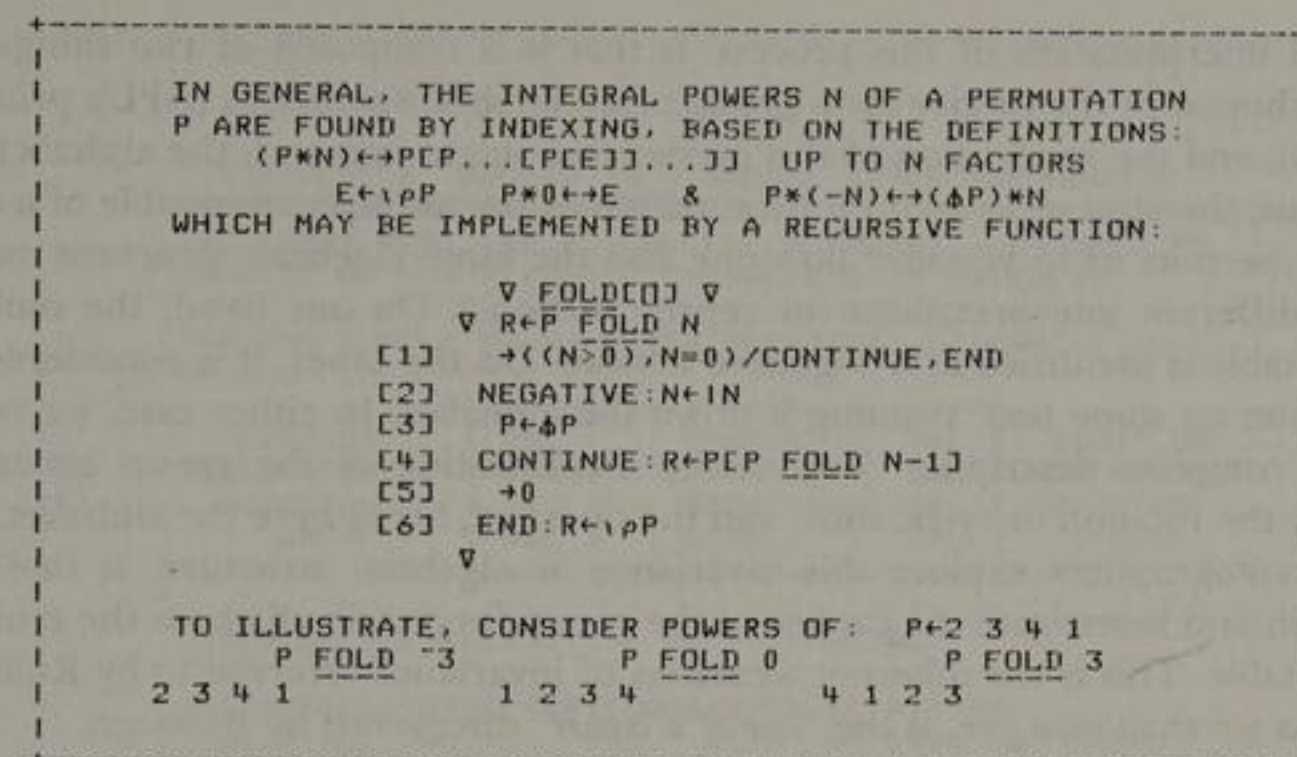 IN GENERAL, THE INTEGRAL POWERS N OF A PERMUTATION
P ARE FOUND BY INDEXING, BASED ON THE DEFINITIONS:
(P*N)←→P[P...[P[E]]...]] UP TO N FACTORS
E←⍳⍴P P*0←→E & P*(-N)←→(⍋P)*N
WHICH MAY BE IMPLEMENTED BY A RECURSIVE FUNCTION:
∇ FOLD[⎕] ∇
∇ R←P FOLD N
[1] →((N>0),N=0)/CONTINUE,END
[2] NEGATIVE:N←|N
[3] P←⍋P
[4] CONTINUE:R←P[P FOLD N-1]
[5] →0
[6] END:R←⍳⍴P
∇
TO ILLUSTRATE, CONSIDER POWERS OF: P←2 3 4 1
P FOLD ¯3 P FOLD 0 P FOLD 3
2 3 4 1 1 2 3 4 4 1 2 3